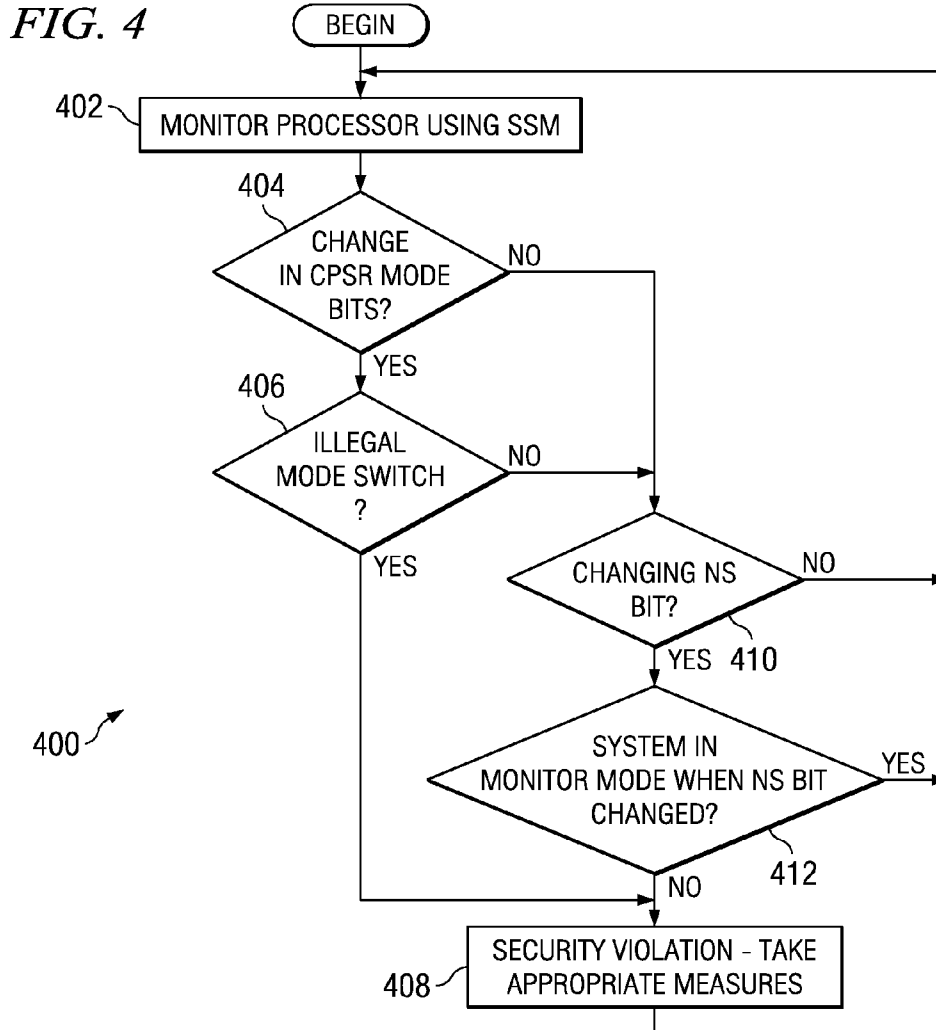 FIG. 4
BEGIN
402
MONITOR PROCESSOR USING SSM
404
CHANGE
IN CPSR MODE
BITS?
NO
YES
406
ILLEGAL
MODE SWITCH
?
NO
YES
CHANGING NS
BIT?
NO
YES
410
400
SYSTEM IN
MONITOR MODE WHEN NS BIT
CHANGED?
YES
412
NO
SECURITY VIOLATION - TAKE
APPROPRIATE MEASURES
408